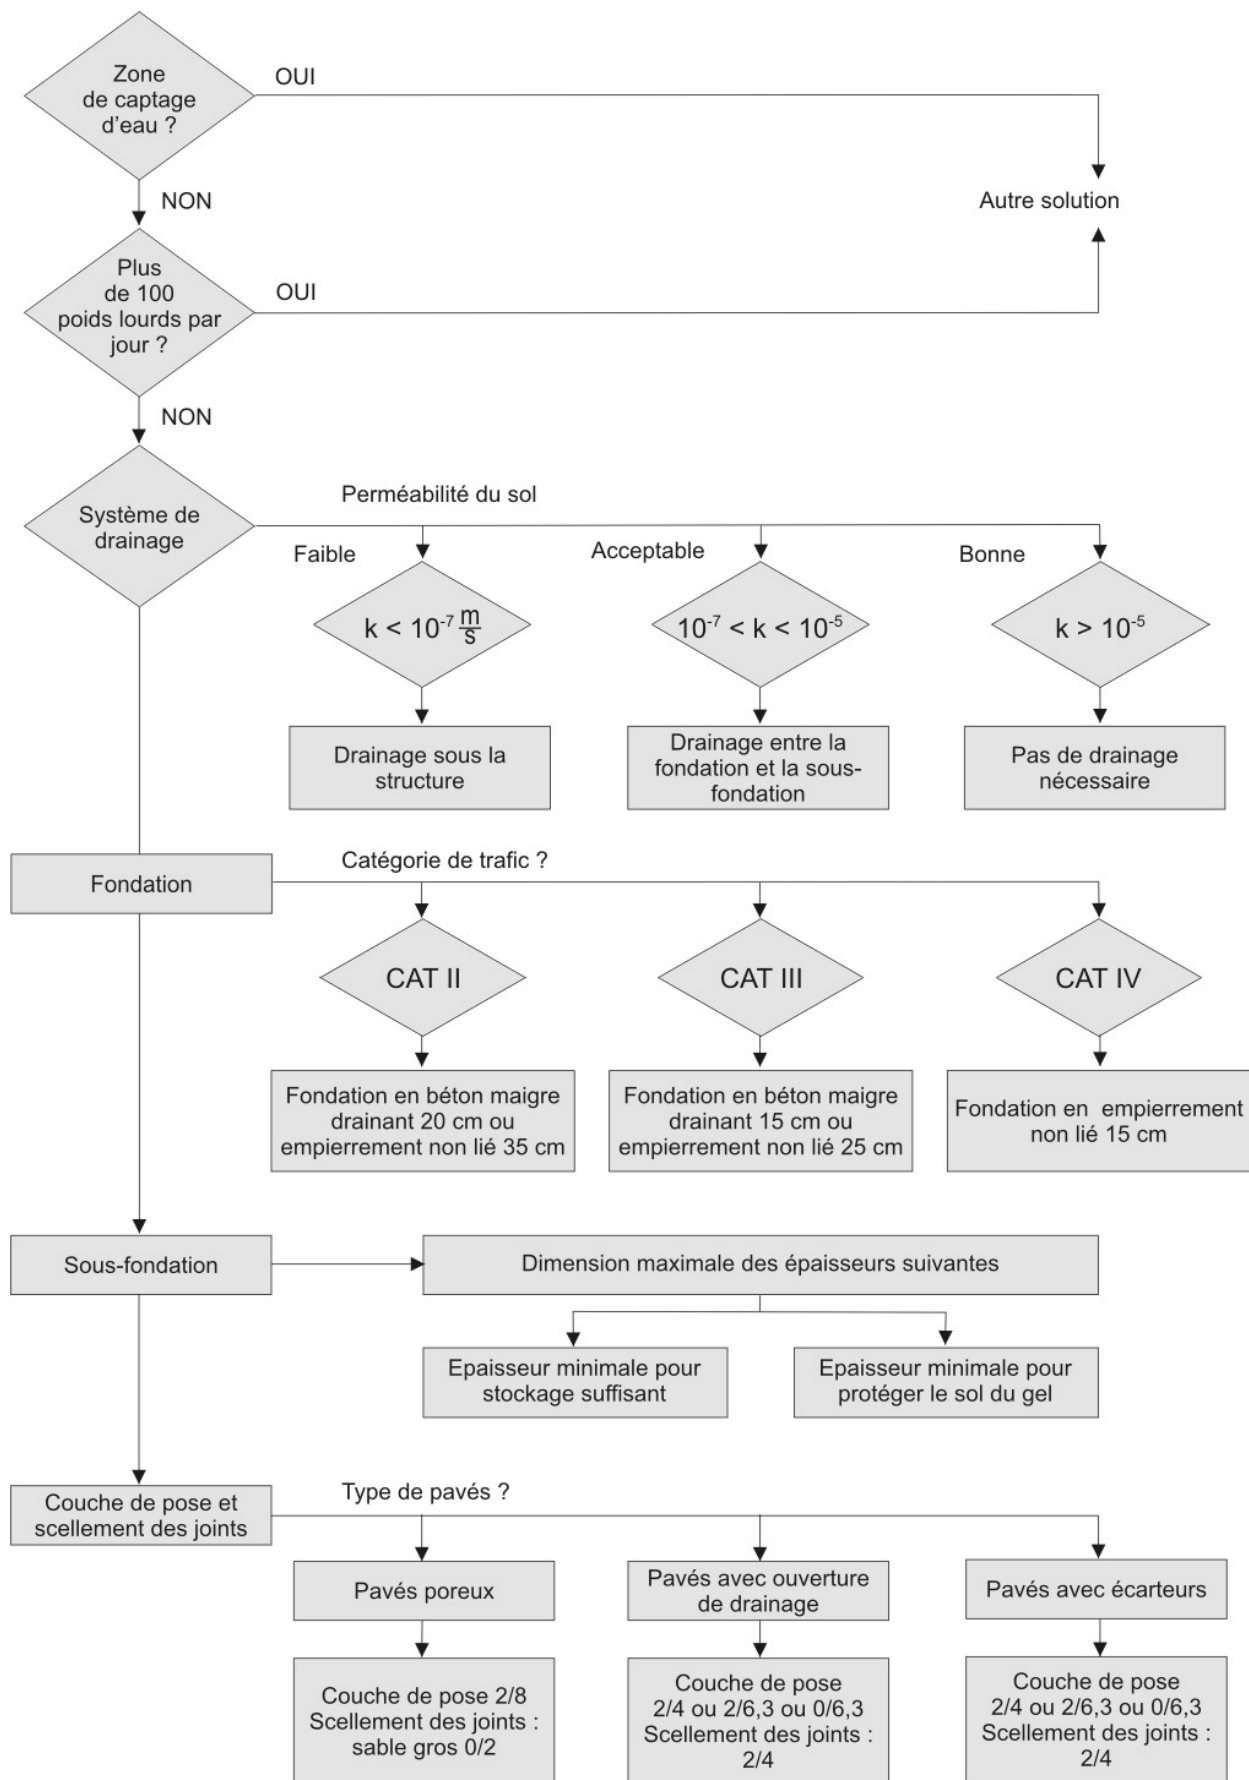 Zone
de captage
d'eau ?
OUI
NON
Autre solution
Plus
de 100
poids lourds par
jour ?
OUI
NON
Système de
drainage
Perméabilité du sol
Faible
Acceptable
Bonne
k < 10⁻⁷ m/s
10⁻⁷ < k < 10⁻⁵
k > 10⁻⁵
Drainage sous la
structure
Drainage entre la
fondation et la sous-
fondation
Pas de drainage
nécessaire
Fondation
Catégorie de trafic ?
CAT II
CAT III
CAT IV
Fondation en béton maigre
drainant 20 cm ou
empierrement non lié 35 cm
Fondation en béton maigre
drainant 15 cm ou
empierrement non lié 25 cm
Fondation en empierrement
non lié 15 cm
Sous-fondation
Dimension maximale des épaisseurs suivantes
Epaisseur minimale pour
stockage suffisant
Epaisseur minimale pour
protéger le sol du gel
Couche de pose et
scellement des joints
Type de pavés ?
Pavés poreux
Pavés avec ouverture
de drainage
Pavés avec écarteurs
Couche de pose 2/8
Scellement des joints :
sable gros 0/2
Couche de pose
2/4 ou 2/6,3 ou 0/6,3
Scellement des joints :
2/4
Couche de pose
2/4 ou 2/6,3 ou 0/6,3
Scellement des joints :
2/4